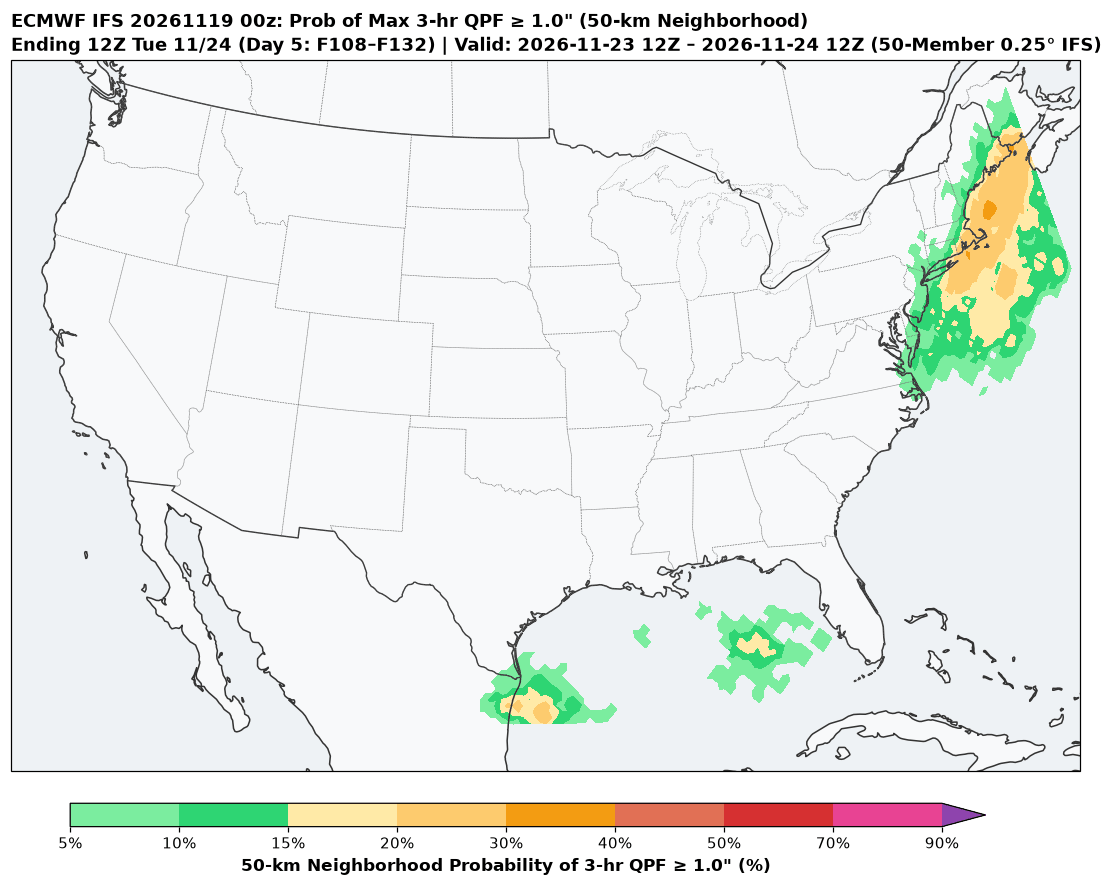 ECMWF IFS 20261119 00z: Prob of Max 3-hr QPF ≥ 1.0" (50-km Neighborhood)
Ending 12Z Tue 11/24 (Day 5: F108–F132) | Valid: 2026-11-23 12Z – 2026-11-24 12Z (50-Member 0.25° IFS)
5% 10% 15% 20% 30% 40% 50% 70% 90%
50-km Neighborhood Probability of 3-hr QPF ≥ 1.0" (%)